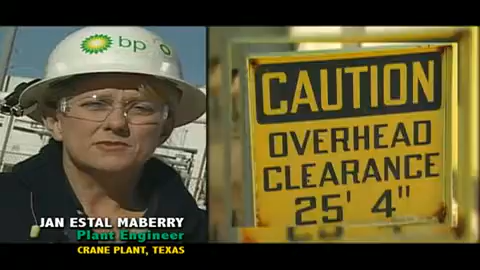 bp
JAN ESTAL MABERRY
Plant Engineer
CRANE PLANT, TEXAS
CAUTION
OVERHEAD
CLEARANCE
25' 4"